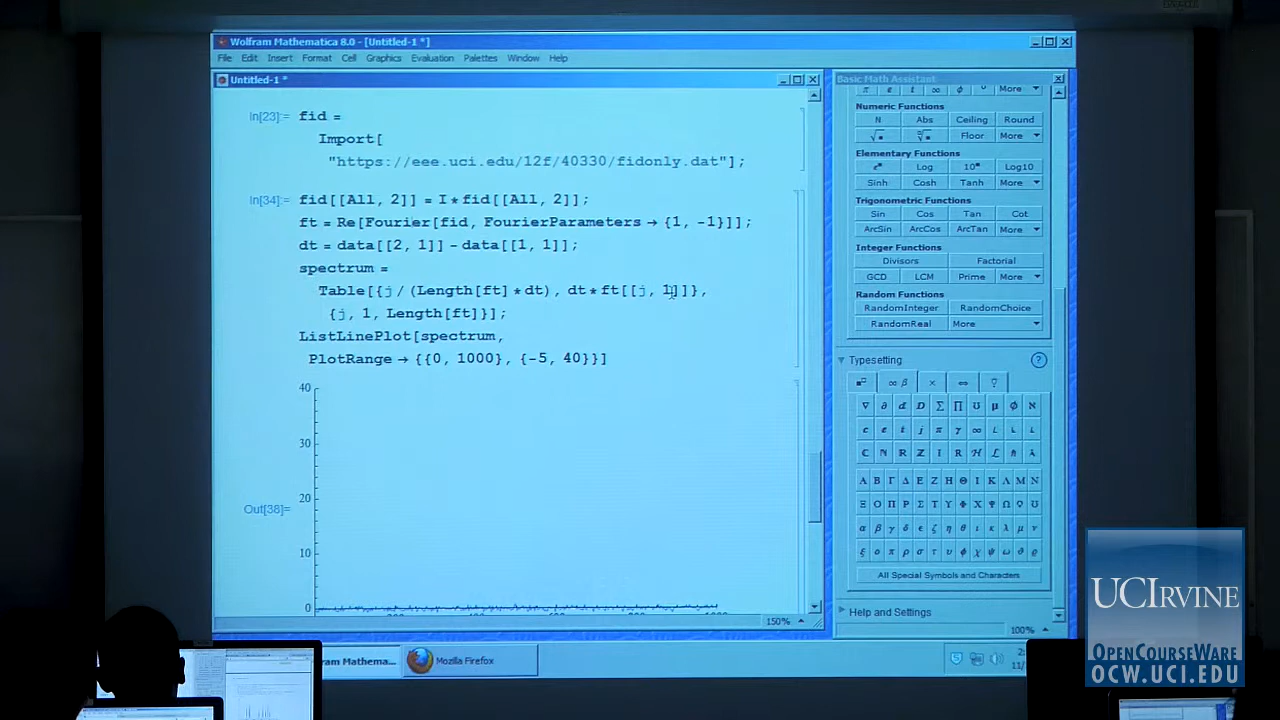 Wolfram Mathematica 8.0 - [Untitled-1 *]
File Edit Insert Format Cell Graphics Evaluation Palettes Window Help
Untitled-1 *
In[23]:= fid =
Import[
"https://eee.uci.edu/12f/40330/fidonly.dat"];
In[34]:= fid[[All, 2]] = I*fid[[All, 2]];
ft = Re[Fourier[fid, FourierParameters → {1, -1}]];
dt = data[[2, 1]] - data[[1, 1]];
spectrum =
Table[{j/(Length[ft]*dt), dt*ft[[j, 1]]},
{j, 1, Length[ft]}];
ListLinePlot[spectrum,
PlotRange → {{0, 1000}, {-5, 40}}]
40
30
20
Out[38]=
10
0
150%
Basic Math Assistant
π e i ∞ ϕ More
Numeric Functions
N Abs Ceiling Round
Floor More
Elementary Functions
Log Log10
Sinh Cosh Tanh More
Trigonometric Functions
Sin Cos Tan Cot
ArcSin ArcCos ArcTan More
Integer Functions
Divisors Factorial
GCD LCM Prime More
Random Functions
RandomInteger RandomChoice
RandomReal More
Typesetting
?
∞ β
Α Β Γ Δ Ε Ζ Η Θ Ι Κ Λ Μ Ν
Ξ Ο Π Ρ Σ Τ Υ Φ Χ Ψ Ω
α β γ δ ε ζ η θ ι κ λ μ ν
ξ ο π ρ σ τ υ φ χ ψ ω
All Special Symbols and Characters
Help and Settings
100%
Mathema...
Mozilla Firefox
UCIRVINE
OPENCOURSEWARE
OCW.UCI.EDU